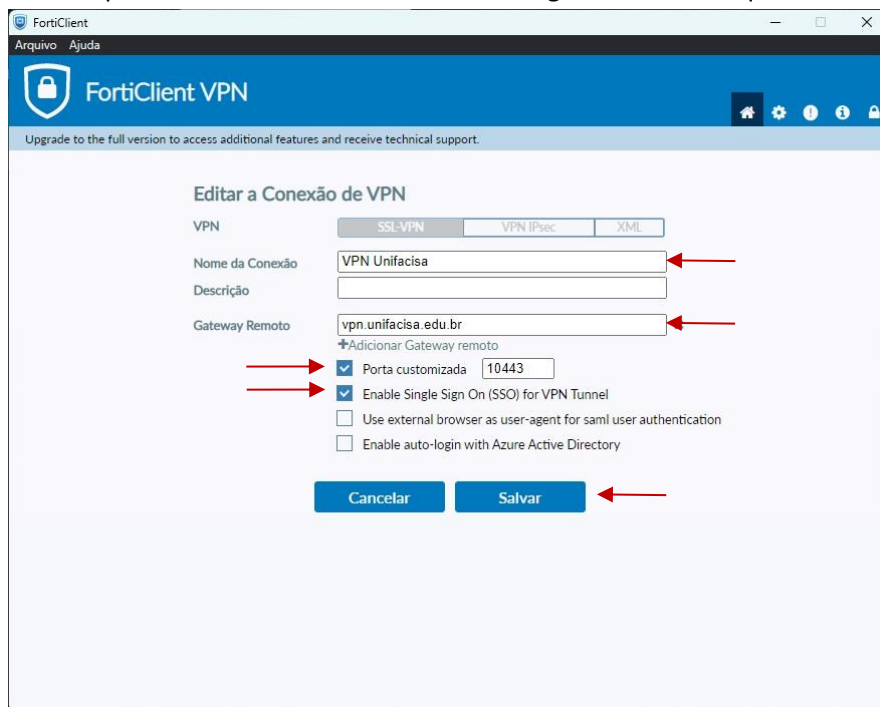 FortiClient
Arquivo Ajuda
FortiClient VPN
Upgrade to the full version to access additional features and receive technical support.
Editar a Conexão de VPN
VPN SSL-VPN VPN IPsec XML
Nome da Conexão VPN Unifacisa
Descrição
Gateway Remoto vpn.unifacisa.edu.br
+Adicionar Gateway remoto
Porta customizada 10443
Enable Single Sign On (SSO) for VPN Tunnel
Use external browser as user-agent for saml user authentication
Enable auto-login with Azure Active Directory
Cancelar Salvar